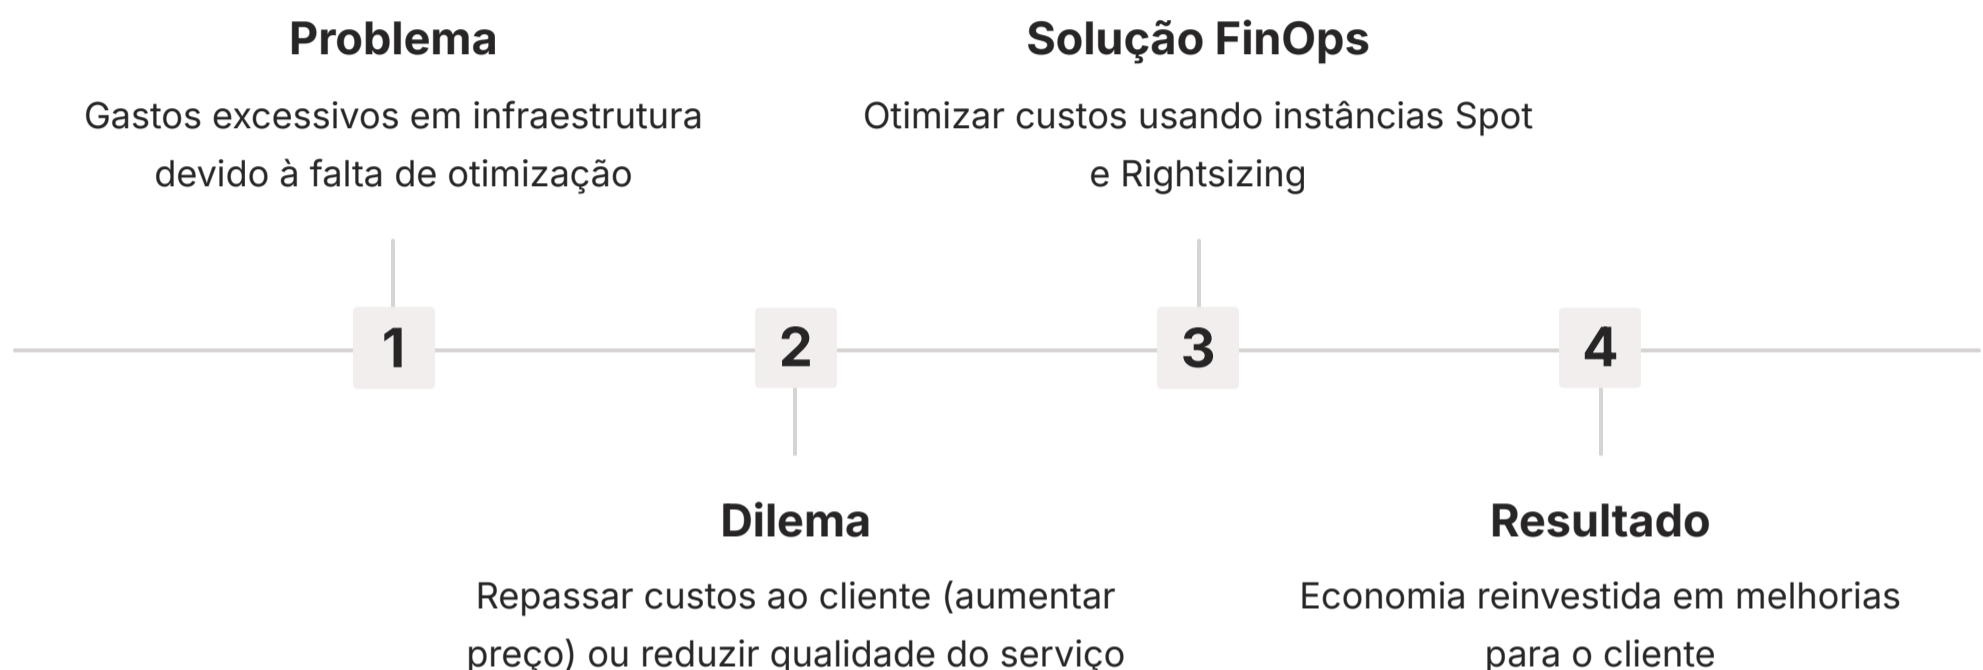 Problema
Gastos excessivos em infraestrutura
devido à falta de otimização
Solução FinOps
Otimizar custos usando instâncias Spot
e Rightsizing
1
2
3
4
Dilema
Repassar custos ao cliente (aumentar
preço) ou reduzir qualidade do serviço
Resultado
Economia reinvestida em melhorias
para o cliente